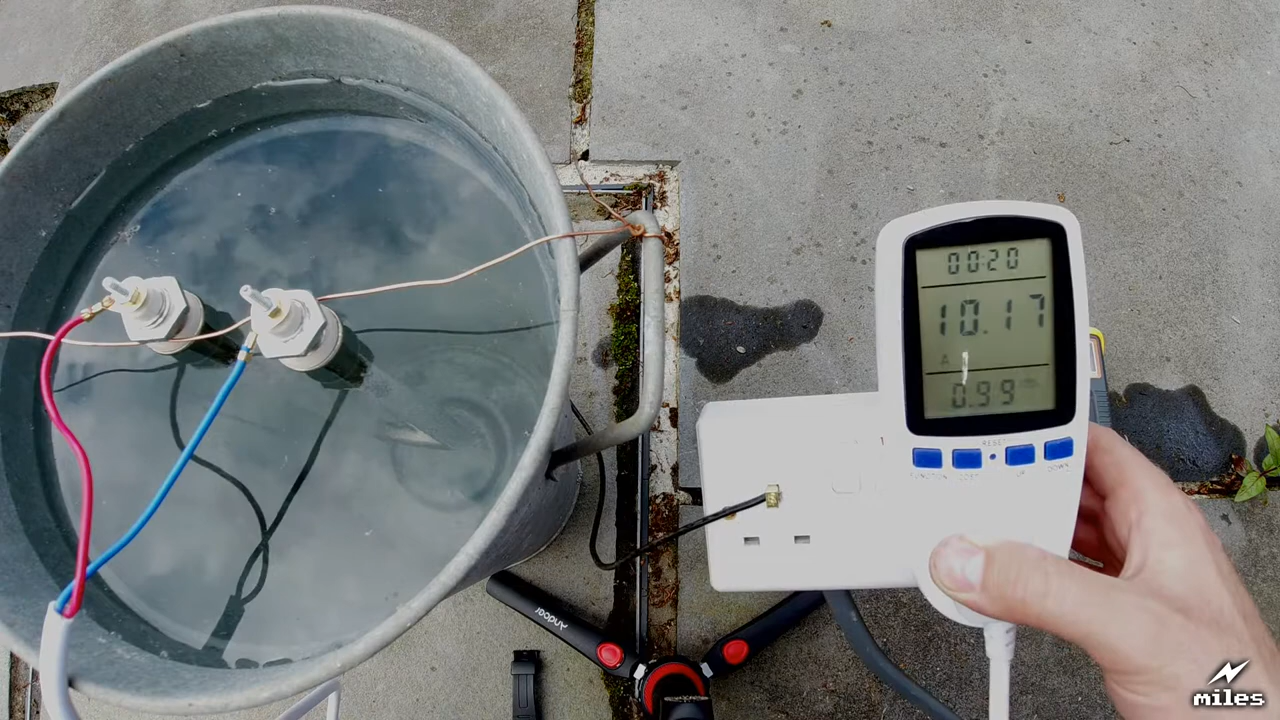 00:20
10.17
A
0.99
RESET
FUNCTION
UP
DOWN
Andoer
miles